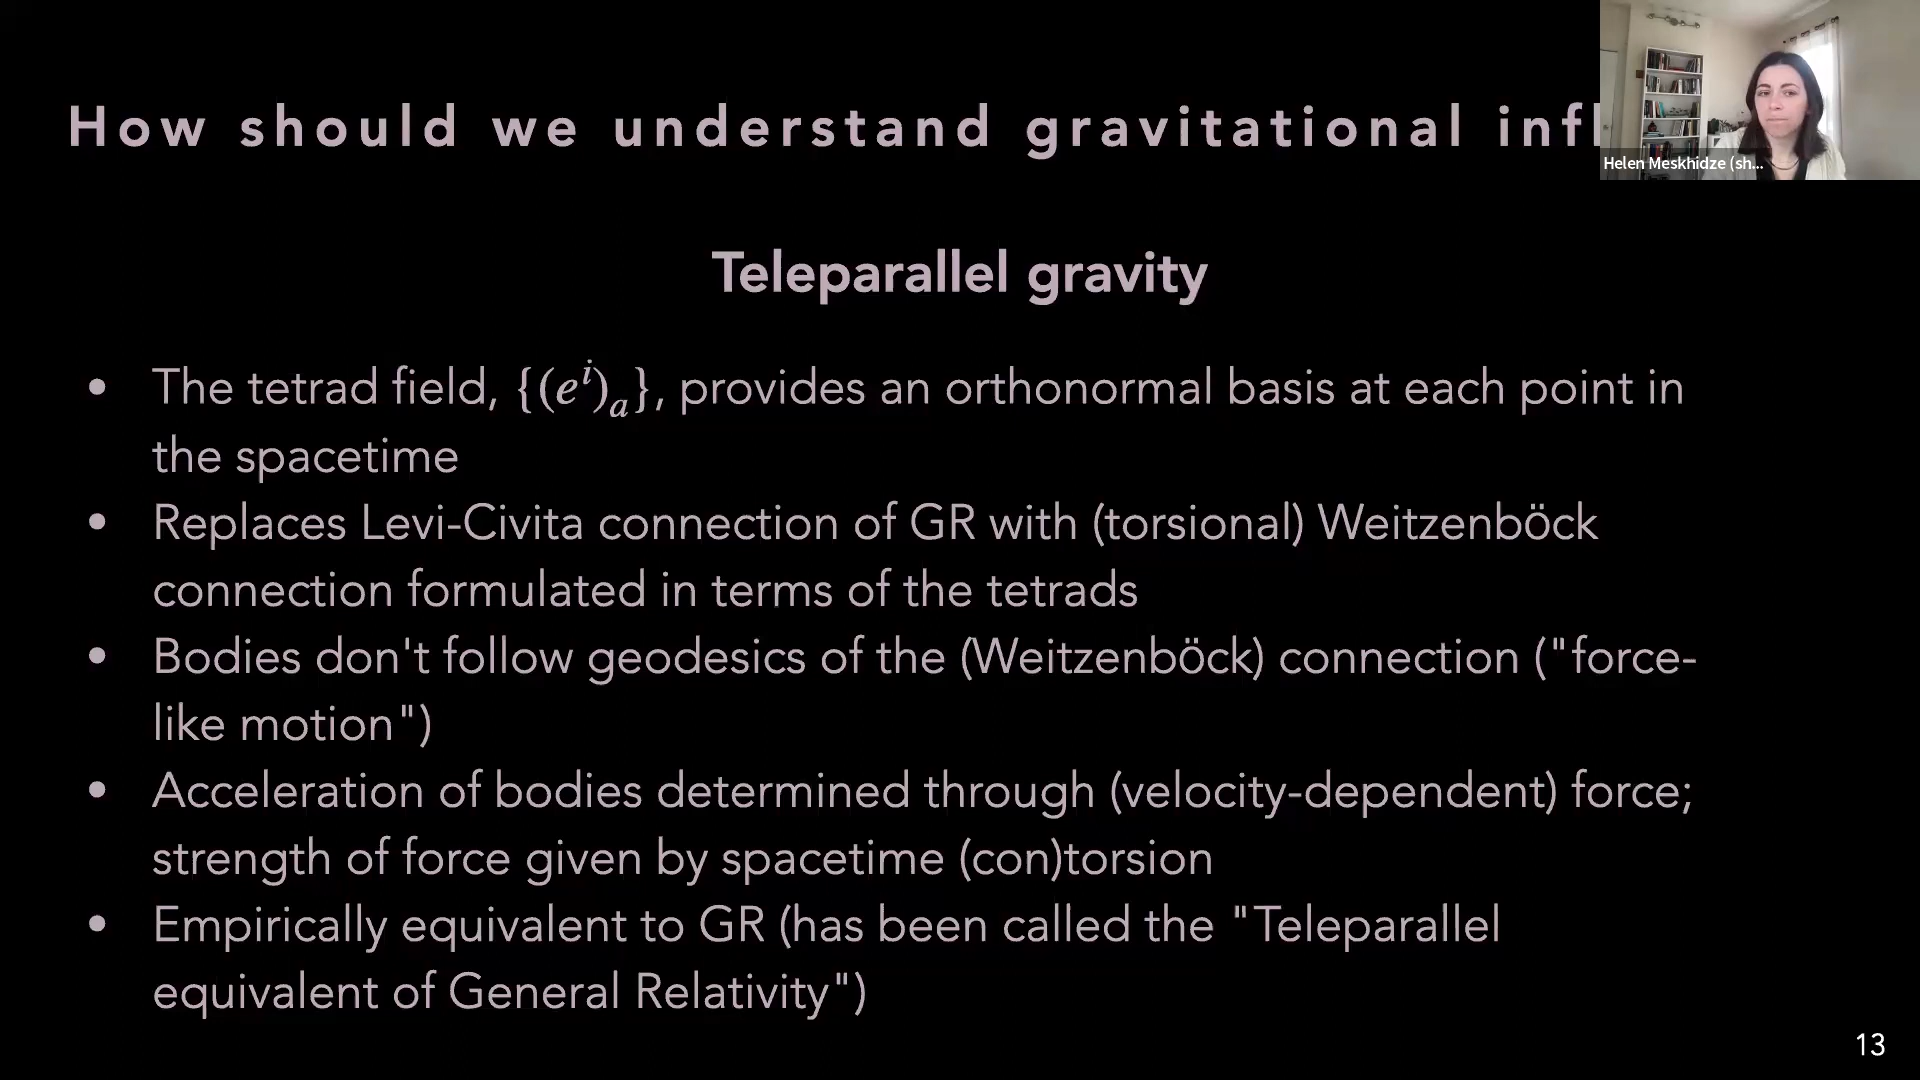 How should we understand gravitational infl
Helen Meskhidze (sh...
Teleparallel gravity
• The tetrad field, {(eⁱ)ₐ}, provides an orthonormal basis at each point in
the spacetime
• Replaces Levi-Civita connection of GR with (torsional) Weitzenböck
connection formulated in terms of the tetrads
• Bodies don't follow geodesics of the (Weitzenböck) connection ("force-
like motion")
• Acceleration of bodies determined through (velocity-dependent) force;
strength of force given by spacetime (con)torsion
• Empirically equivalent to GR (has been called the "Teleparallel
equivalent of General Relativity")
13